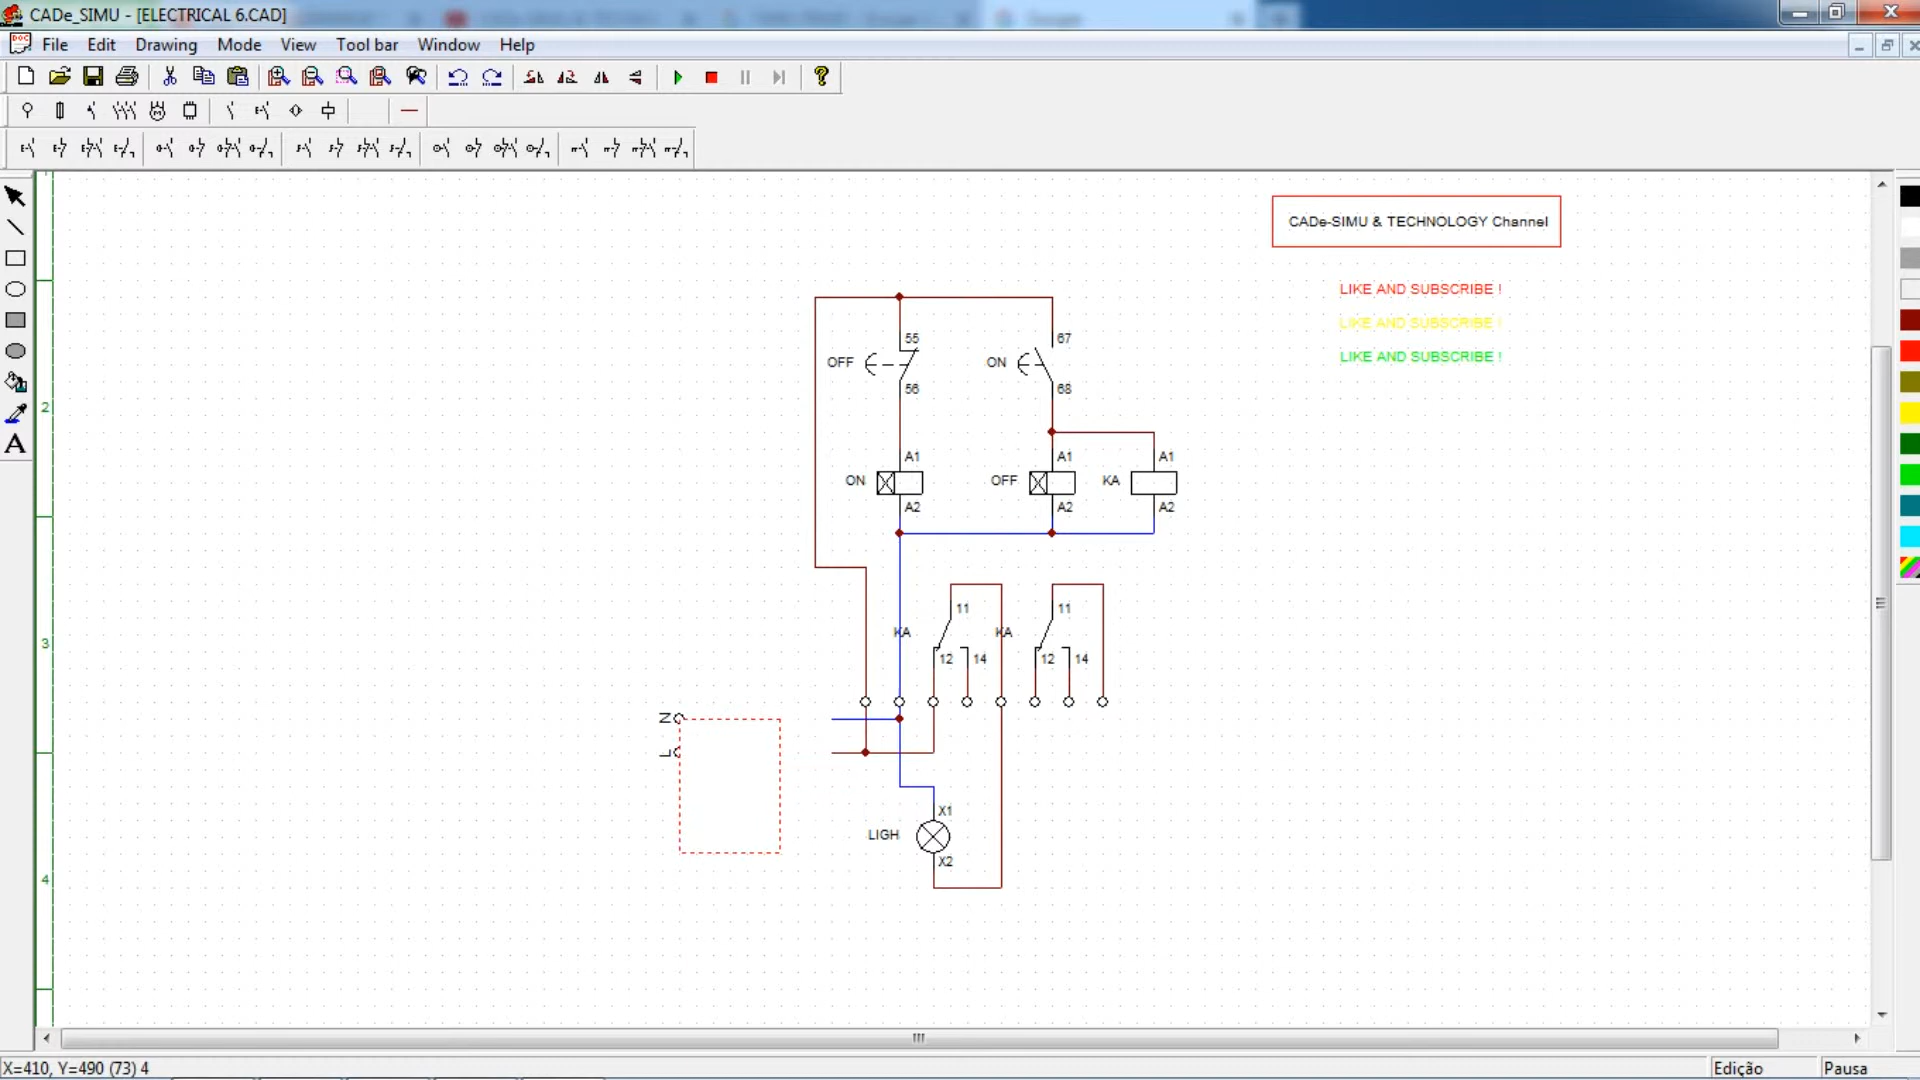 CADe_SIMU - [ELECTRICAL 6.CAD]
File Edit Drawing Mode View Tool bar Window Help
CADe-SIMU & TECHNOLOGY Channel
LIKE AND SUBSCRIBE !
LIKE AND SUBSCRIBE !
LIKE AND SUBSCRIBE !
55 67
OFF ON
56 68
2
A1 A1 A1
ON OFF KA
A2 A2 A2
11 11
KA KA
3
12 14 12 14
N
L
X1
LIGH
X2
4
X=410, Y=490 (73) 4 Edição Pausa